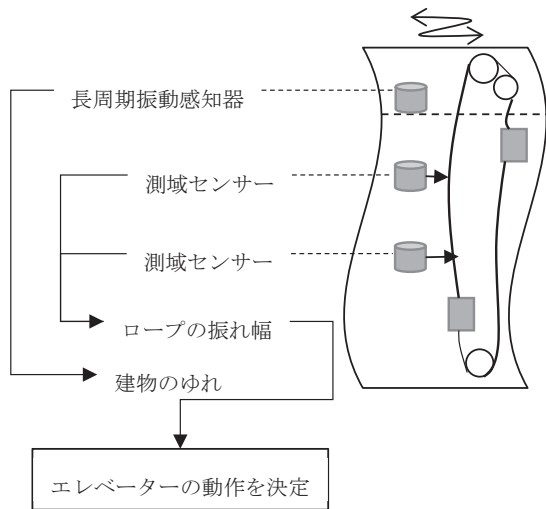 長周期振動感知器
測域センサー
測域センサー
ロープの振れ幅
建物のゆれ
エレベーターの動作を決定